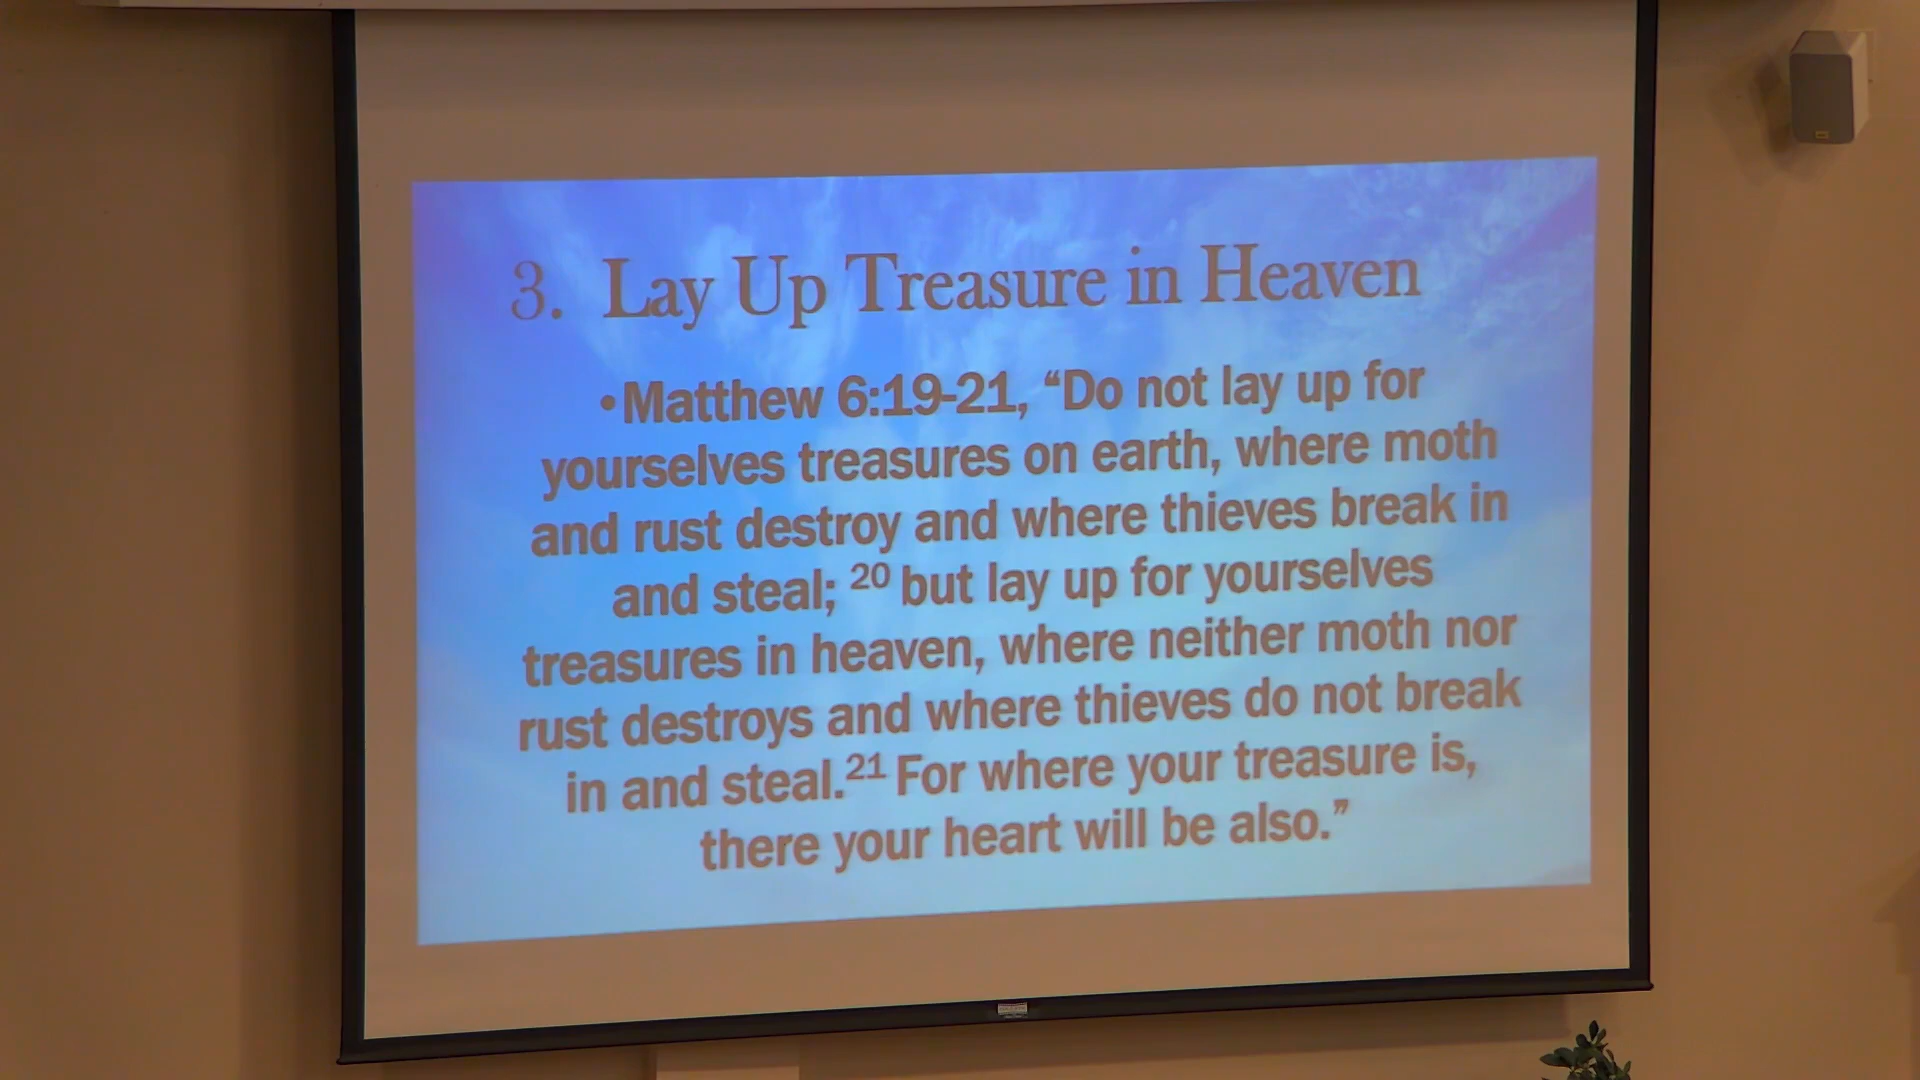 3. Lay Up Treasure in Heaven
•Matthew 6:19-21, “Do not lay up for
yourselves treasures on earth, where moth
and rust destroy and where thieves break in
and steal; 20 but lay up for yourselves
treasures in heaven, where neither moth nor
rust destroys and where thieves do not break
in and steal.21 For where your treasure is,
there your heart will be also.”